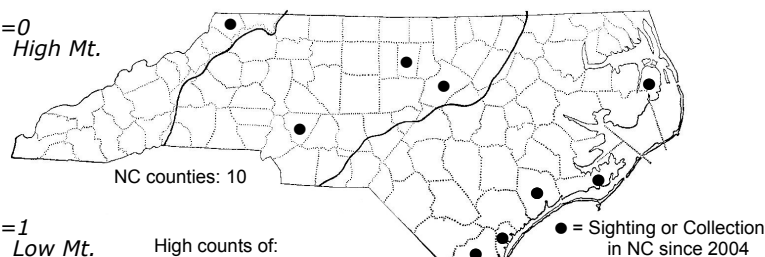 =0
High Mt.
NC counties: 10
=1
Low Mt.
High counts of:
● = Sighting or Collection
in NC since 2004